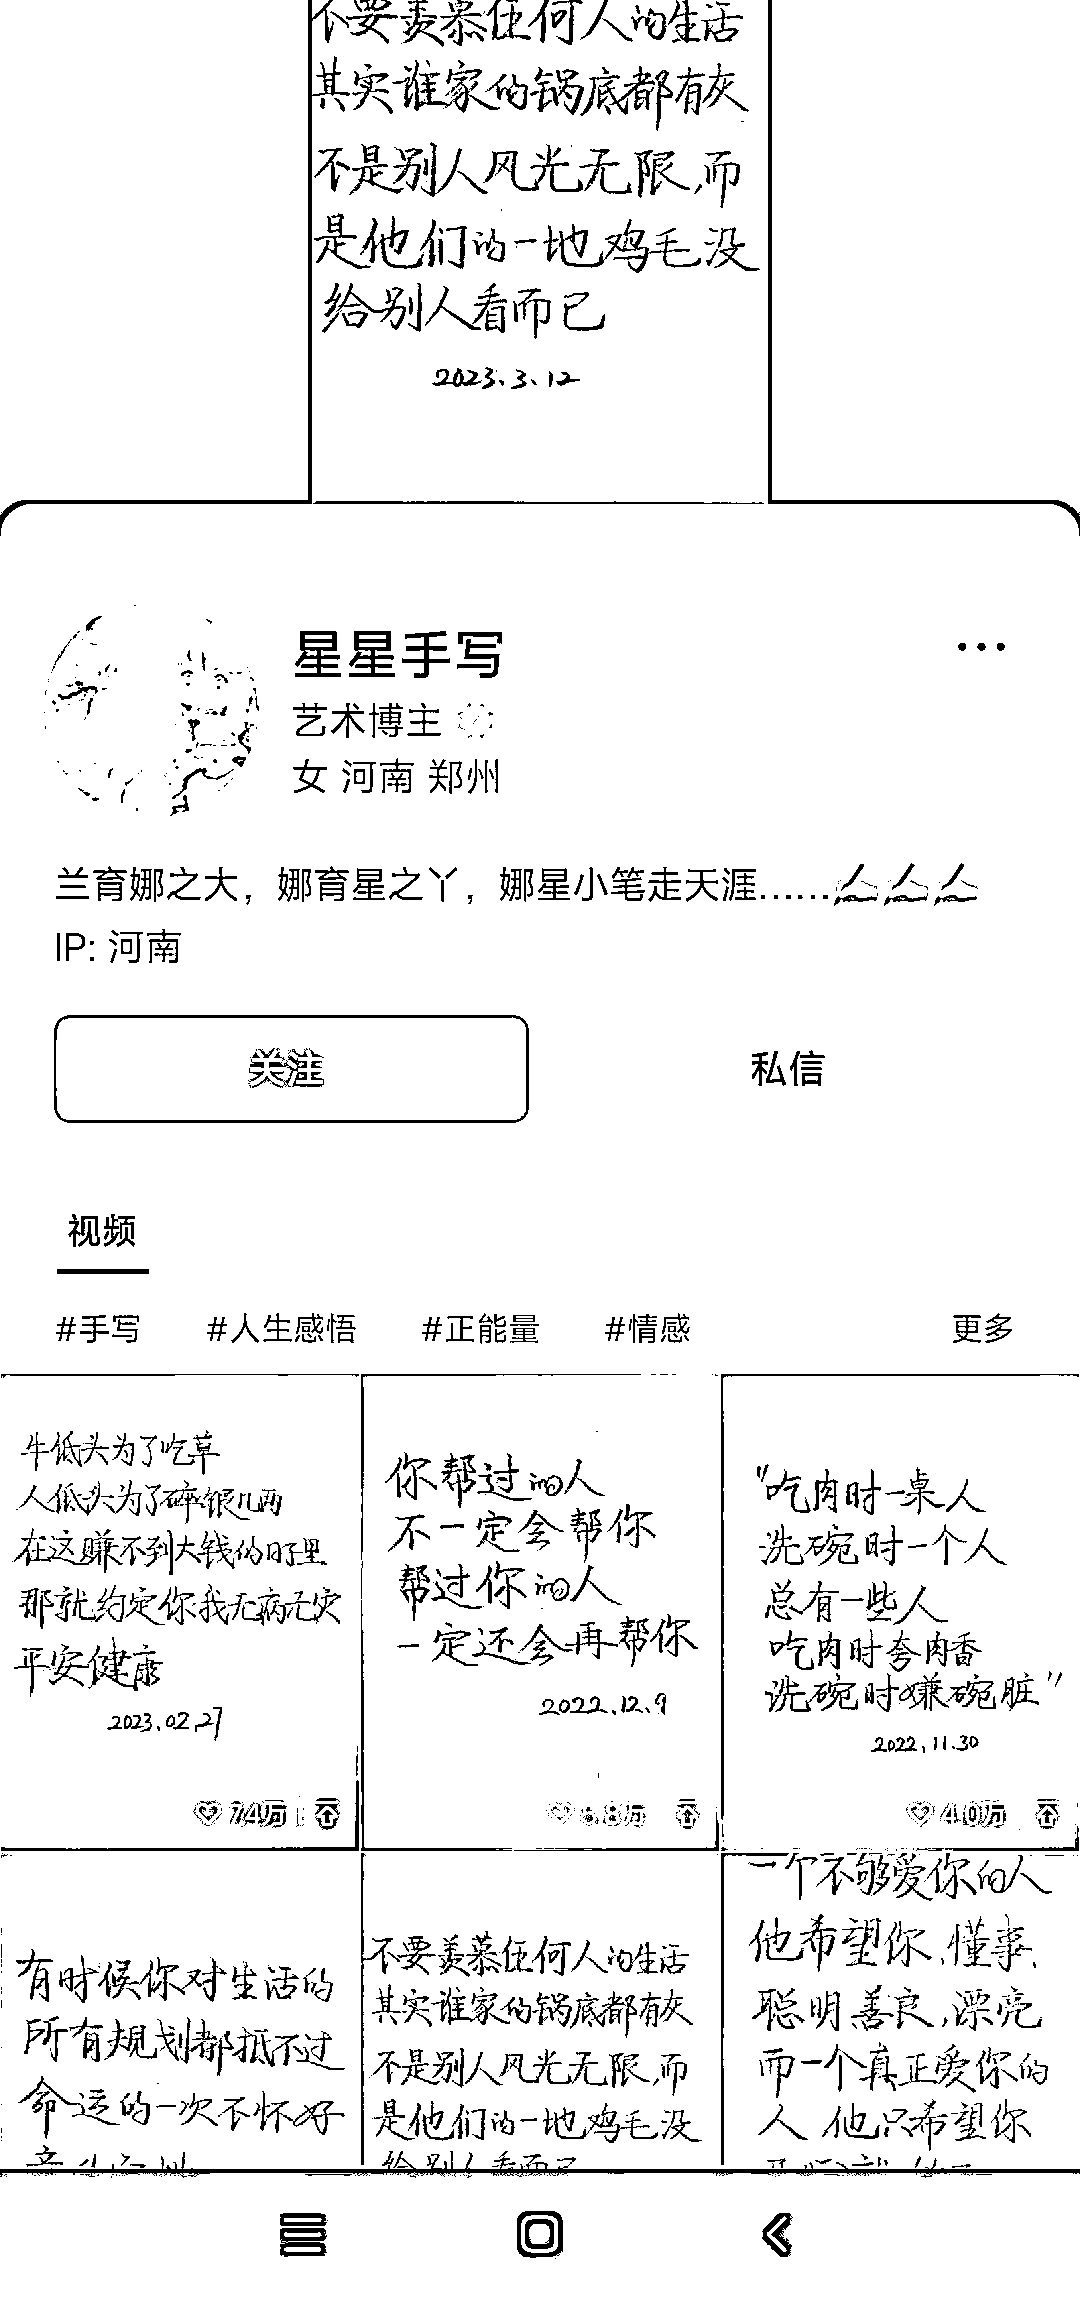 不要羡慕任何人的生活
其实谁家的锅底都有灰
不是别人风光无限,而
是他们的一地鸡毛没
给别人看而已
2023.3.12
星星手写
艺术博主
女 河南 郑州
兰育娜之大，娜育星之丫，娜星小笔走天涯……
IP: 河南
关注
私信
视频
#手写 #人生感悟 #正能量 #情感 更多
牛低头为了吃草
人低头为了碎银几两
在这赚不到大钱的日子里
那就约定你我无病无灾
平安健康
2023.02.27
7.4万
你帮过的人
不一定会帮你
帮过你的人
一定还会再帮你
2022.12.9
"吃肉时一桌人
洗碗时一个人
总有一些人
吃肉时夸肉香
洗碗时嫌碗脏"
2022.11.30
4.0万
有时候你对生活的
所有规划都抵不过
命运的一次不怀好
不要羡慕任何人的生活
其实谁家的锅底都有灰
不是别人风光无限,而
是他们的一地鸡毛没
给别人看而已
一个不够爱你的人
他希望你,懂事,
聪明善良,漂亮
而一个真正爱你的
人 他只希望你